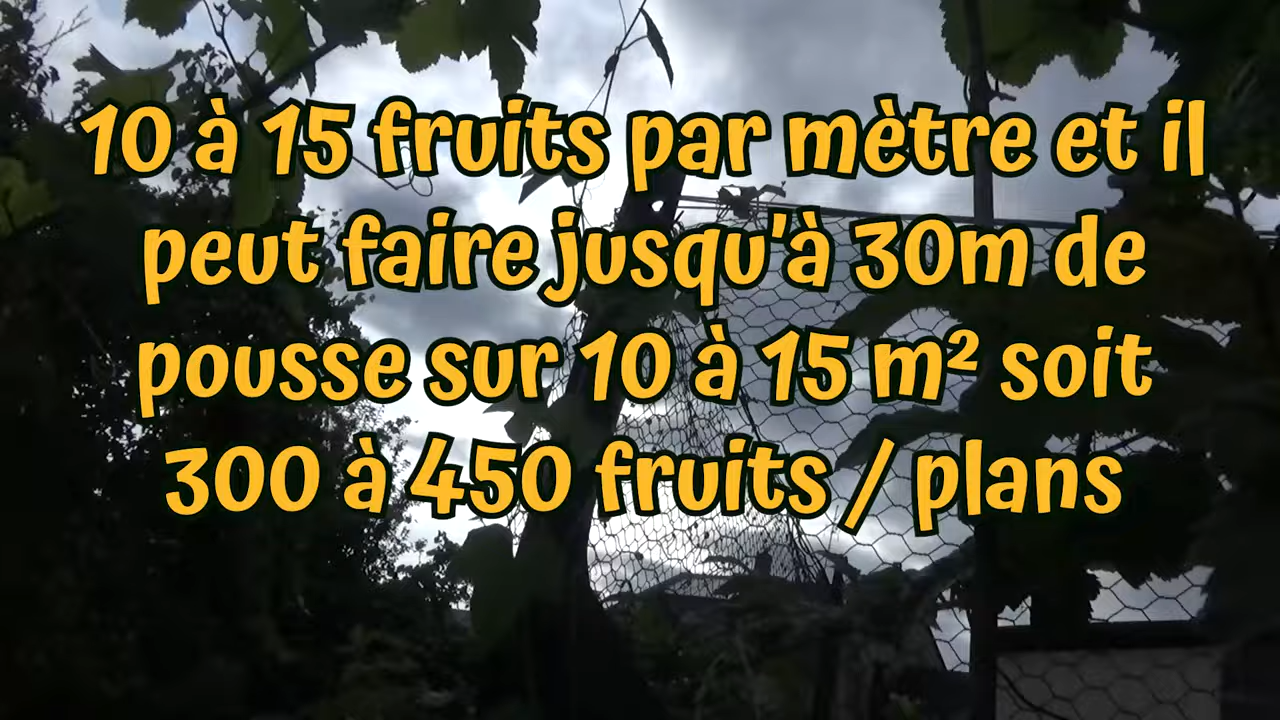 10 à 15 fruits par mètre et il
peut faire jusqu'à 30m de
pousse sur 10 à 15 m² soit
300 à 450 fruits / plans